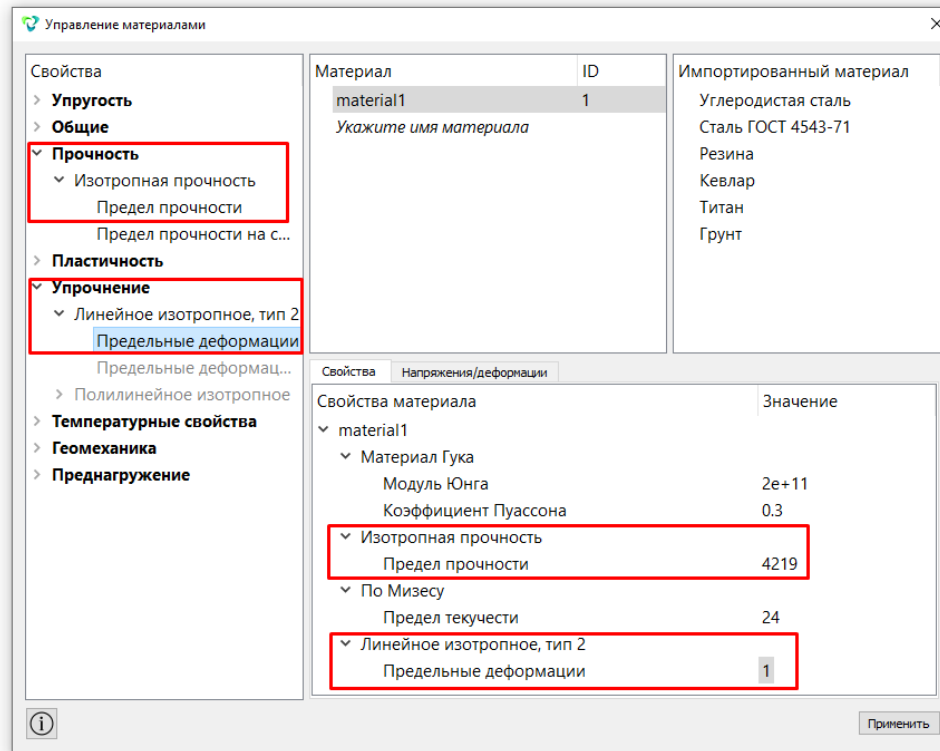 Управление материалами
Свойства
Упругость
Общие
Прочность
Изотропная прочность
Предел прочности
Предел прочности на с...
Пластичность
Упрочнение
Линейное изотропное, тип 2
Предельные деформации
Предельные деформац...
Полилинейное изотропное
Температурные свойства
Геомеханика
Преднагружение
Материал ID
material1 1
Укажите имя материала
Импортированный материал
Углеродистая сталь
Сталь ГОСТ 4543-71
Резина
Кевлар
Титан
Грунт
Свойства Напряжения/деформации
Свойства материала Значение
material1
Материал Гука
Модуль Юнга 2e+11
Коэффициент Пуассона 0.3
Изотропная прочность
Предел прочности 4219
По Мизесу
Предел текучести 24
Линейное изотропное, тип 2
Предельные деформации 1
Применить